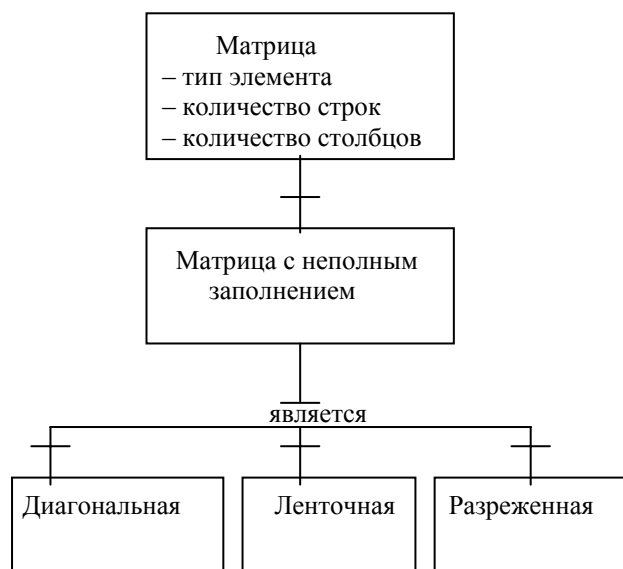 Матрица
– тип элемента
– количество строк
– количество столбцов
Матрица с неполным
заполнением
является
Диагональная
Ленточная
Разреженная